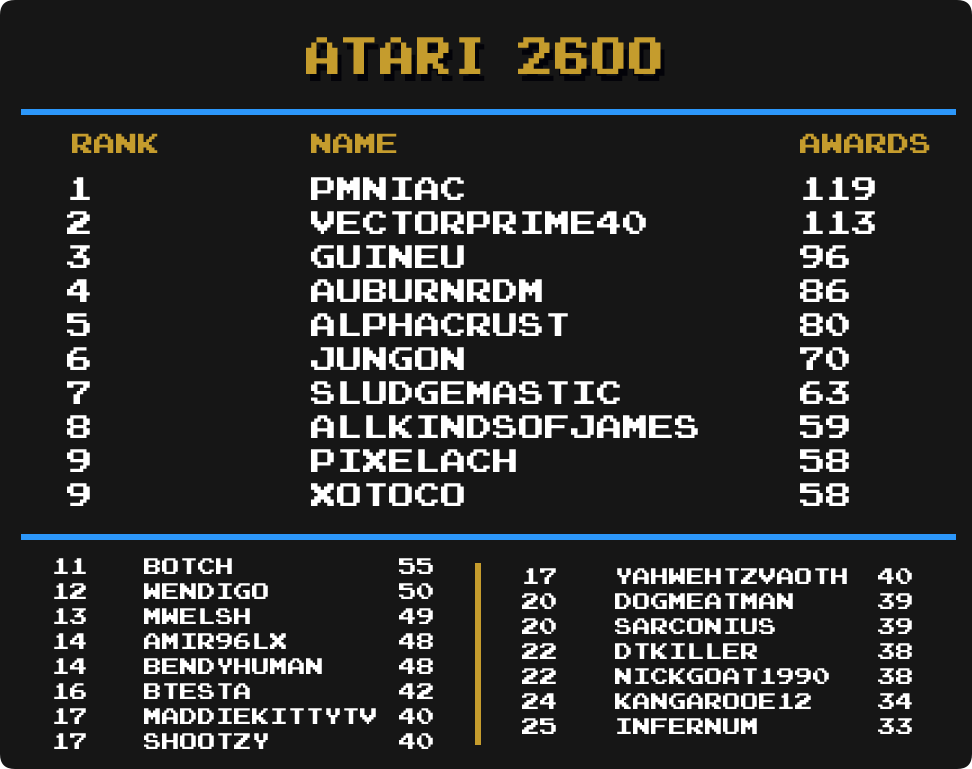 ATARI 2600
RANK NAME AWARDS
1 PMNIAC 119
2 VECTORPRIME40 113
3 GUINEU 96
4 AUBURNRDM 86
5 ALPHACRUST 80
6 JUNGON 70
7 SLUDGEMASTIC 63
8 ALLKINDSOFJAMES 59
9 PIXELACH 58
9 XOTOCO 58
11 BOTCH 55
12 WENDIGO 50
13 MWELSH 49
14 AMIR96LX 48
14 BENDYHUMAN 48
16 BTESTA 42
17 MADDIEKITTYTV 40
17 SHOOTZY 40
17 YAHWEHTZVAOTH 40
20 DOGMEATMAN 39
20 SARCONIUS 39
22 DTKILLER 38
22 NICKGOAT1990 38
24 KANGAROOE12 34
25 INFERNUM 33